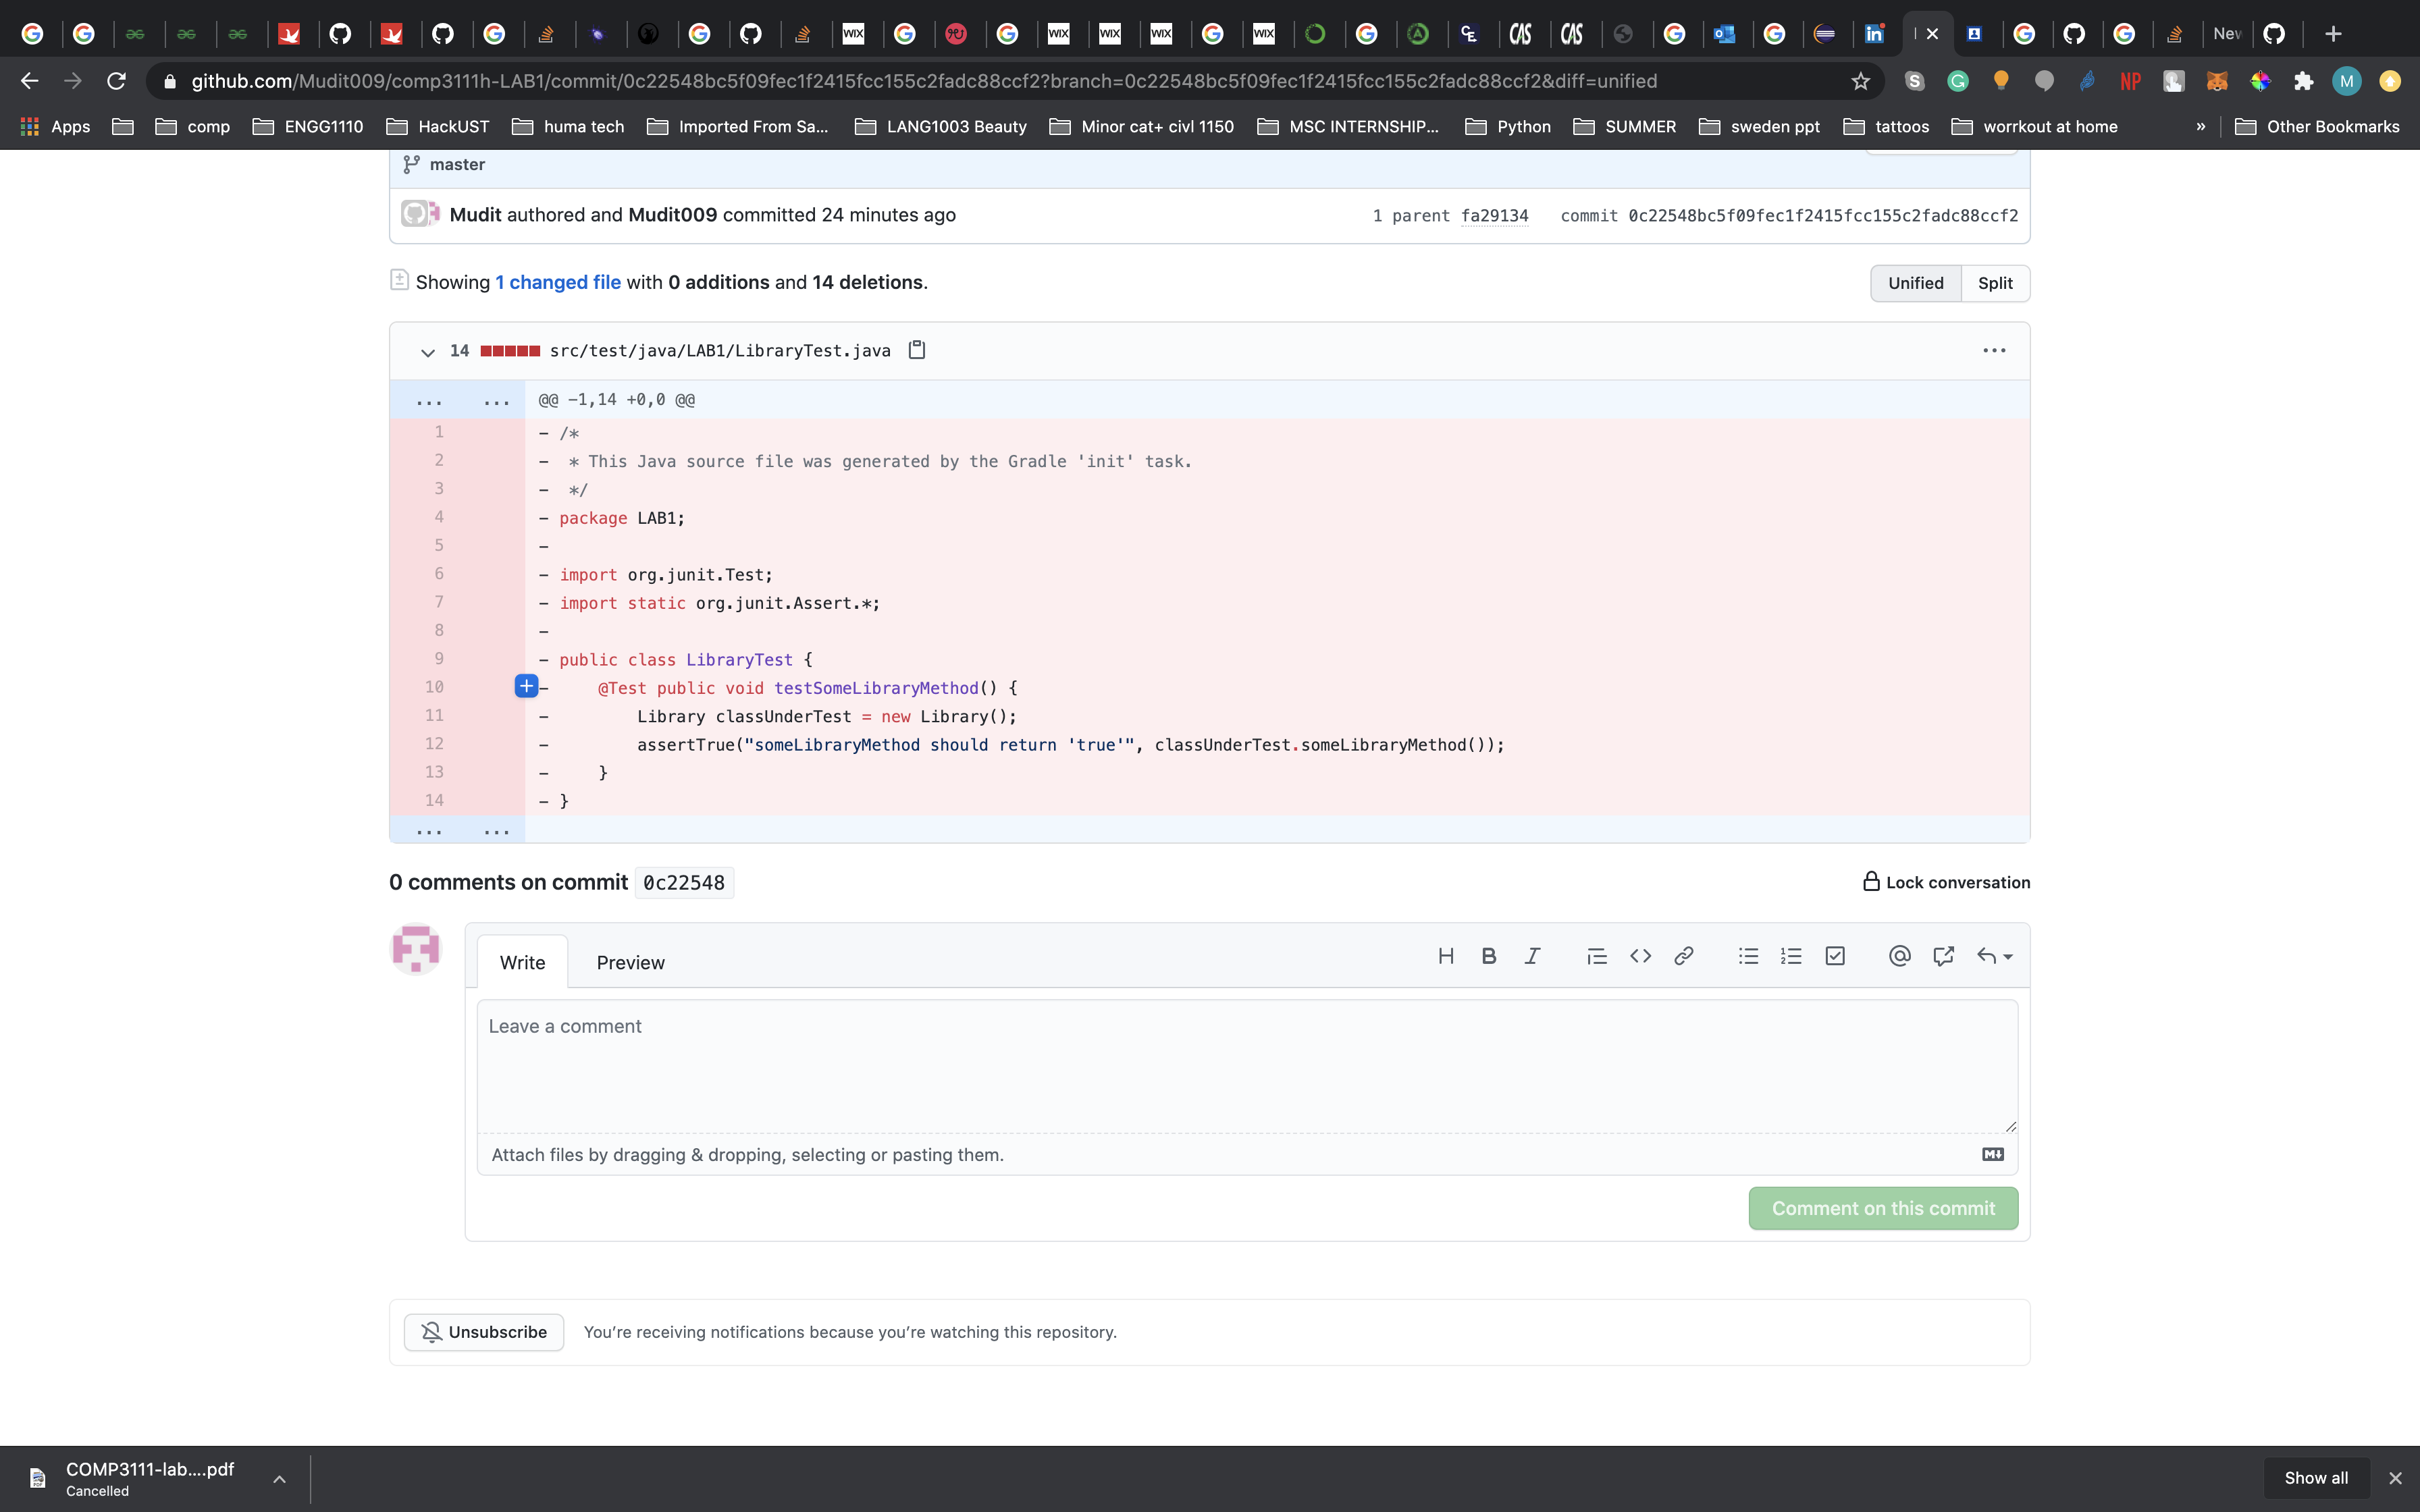 New
github.com/Mudit009/comp3111h-LAB1/commit/0c22548bc5f09fec1f2415fcc155c2fadc88ccf2?branch=0c22548bc5f09fec1f2415fcc155c2fadc88ccf2&diff=unified
Apps comp ENGG1110 HackUST huma tech Imported From Sa... LANG1003 Beauty Minor cat+ civl 1150 MSC INTERNSHIP... Python SUMMER sweden ppt tattoos worrkout at home » Other Bookmarks
master
Mudit authored and Mudit009 committed 24 minutes ago 1 parent fa29134 commit 0c22548bc5f09fec1f2415fcc155c2fadc88ccf2
Showing 1 changed file with 0 additions and 14 deletions. Unified Split
14 src/test/java/LAB1/LibraryTest.java ...
... ... @@ -1,14 +0,0 @@
1 - /*
2 - * This Java source file was generated by the Gradle 'init' task.
3 - */
4 - package LAB1;
5 -
6 - import org.junit.Test;
7 - import static org.junit.Assert.*;
8 -
9 - public class LibraryTest {
10 + - @Test public void testSomeLibraryMethod() {
11 - Library classUnderTest = new Library();
12 - assertTrue("someLibraryMethod should return 'true'", classUnderTest.someLibraryMethod());
13 - }
14 - }
... ...
0 comments on commit 0c22548 Lock conversation
Write Preview
Leave a comment
Attach files by dragging & dropping, selecting or pasting them.
Comment on this commit
Unsubscribe You’re receiving notifications because you’re watching this repository.
COMP3111-lab....pdf Show all
Cancelled